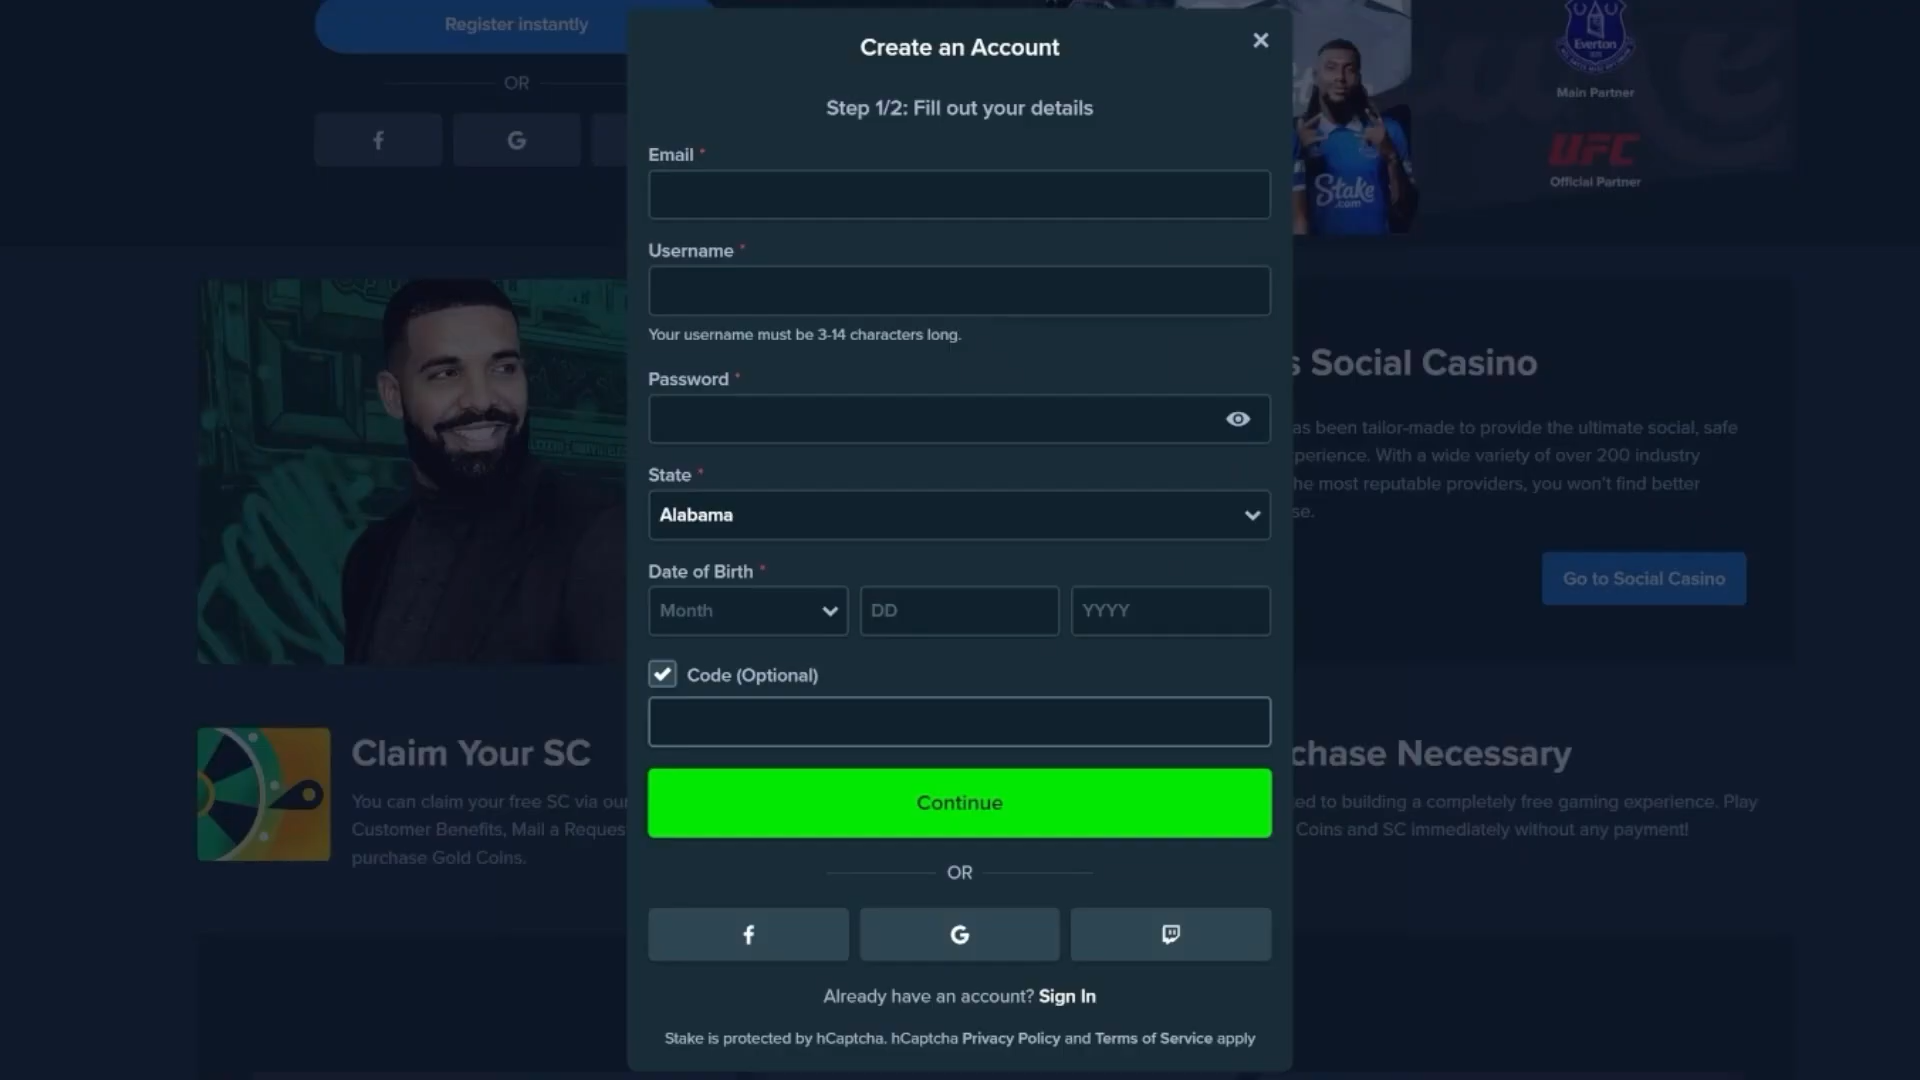 Register instantly
OR
Create an Account
Step 1/2: Fill out your details
Email *
Username *
Your username must be 3-14 characters long.
Password *
State *
Alabama
Date of Birth *
Month
DD
YYYY
Code (Optional)
Continue
OR
Already have an account? Sign In
Stake is protected by hCaptcha. hCaptcha Privacy Policy and Terms of Service apply
Everton
Main Partner
UFC
Official Partner
Stake
.com
s Social Casino
as been tailor-made to provide the ultimate social, safe
perience. With a wide variety of over 200 industry
he most reputable providers, you won't find better
se.
Go to Social Casino
Claim Your SC
You can claim your free SC via our
Customer Benefits, Mail a Reques
purchase Gold Coins.
chase Necessary
ed to building a completely free gaming experience. Play
Coins and SC immediately without any payment!